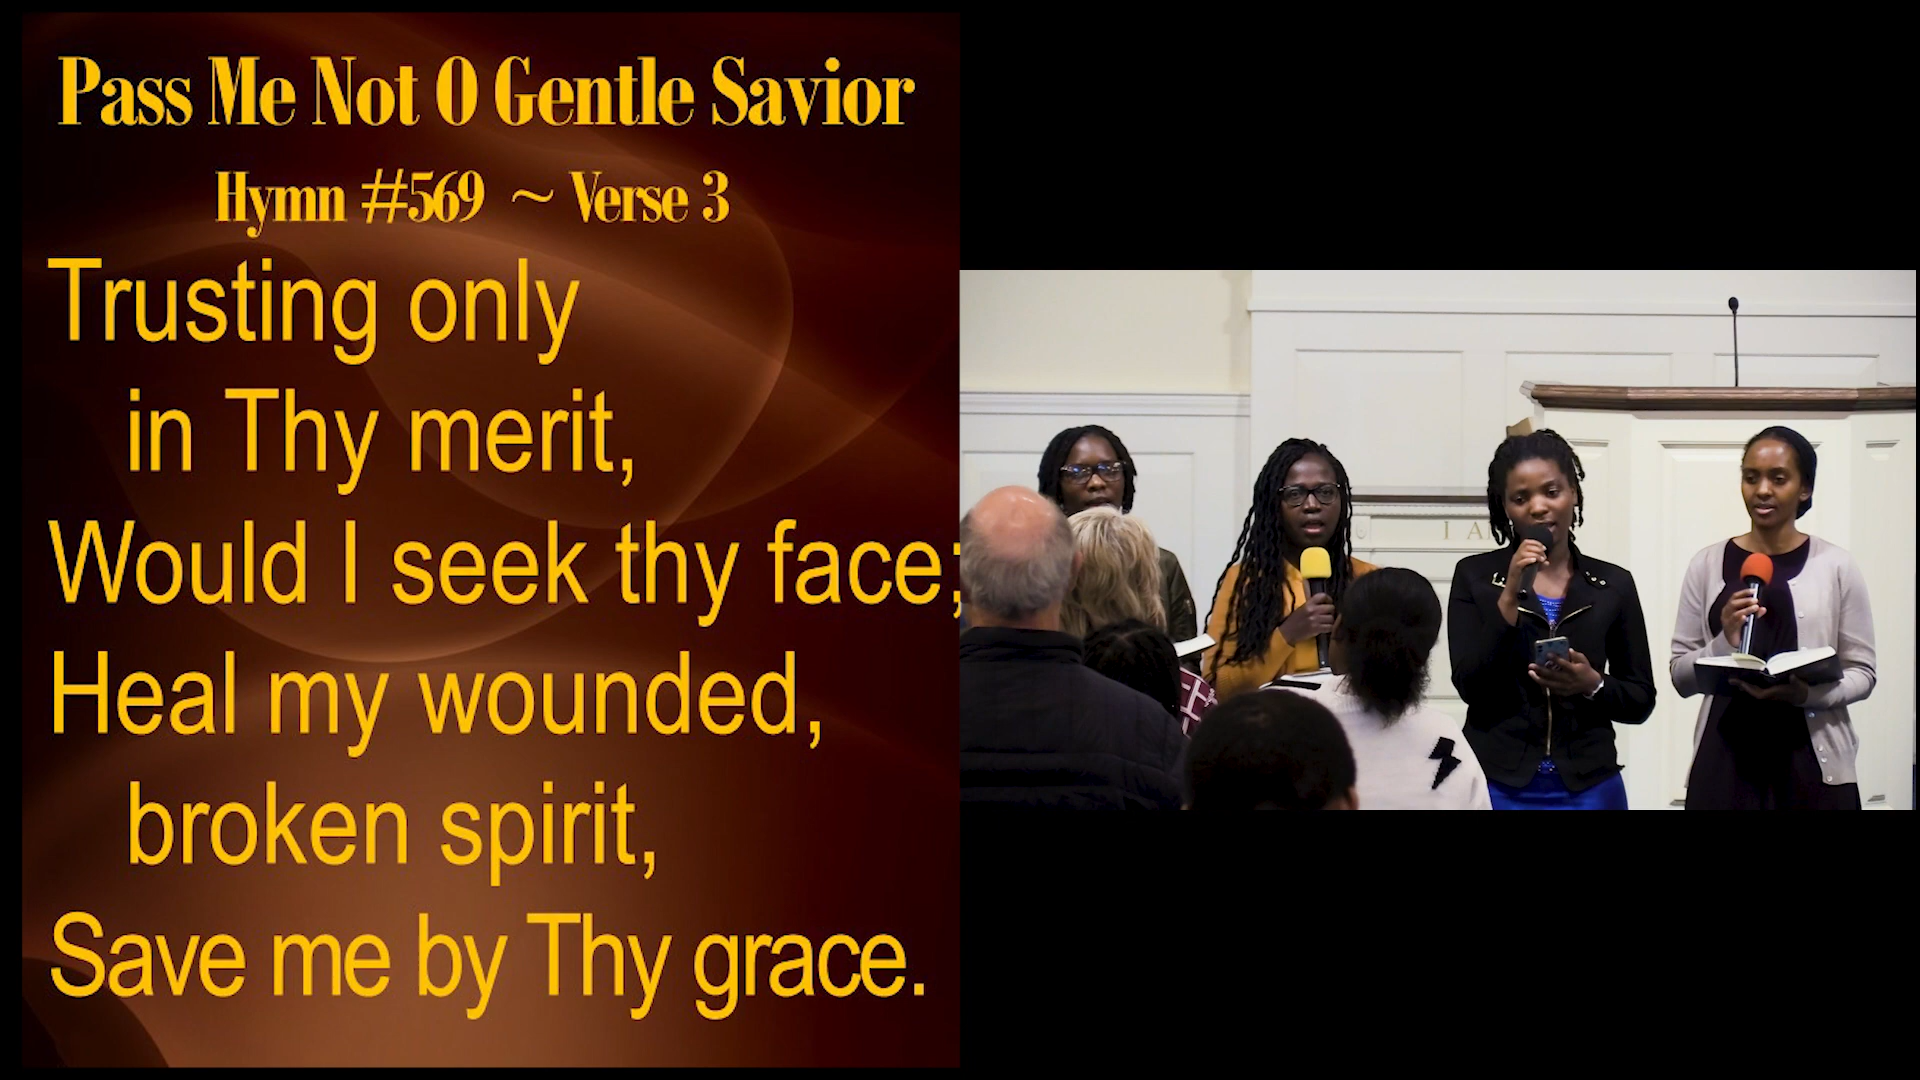 Pass Me Not O Gentle Savior
Hymn #569 ~ Verse 3
Trusting only
in Thy merit,
Would I seek thy face;
Heal my wounded,
broken spirit,
Save me by Thy grace.
I A